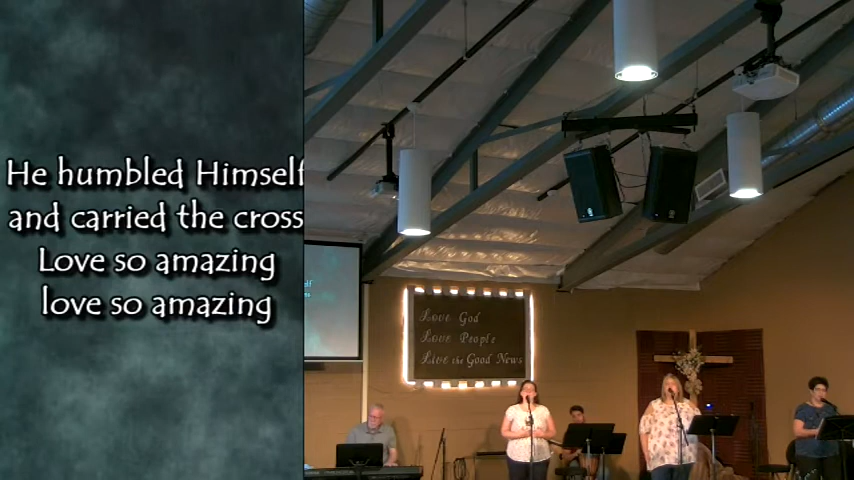 He humbled Himself
and carried the cross
Love so amazing
love so amazing
Love God
Love People
Live the Good News